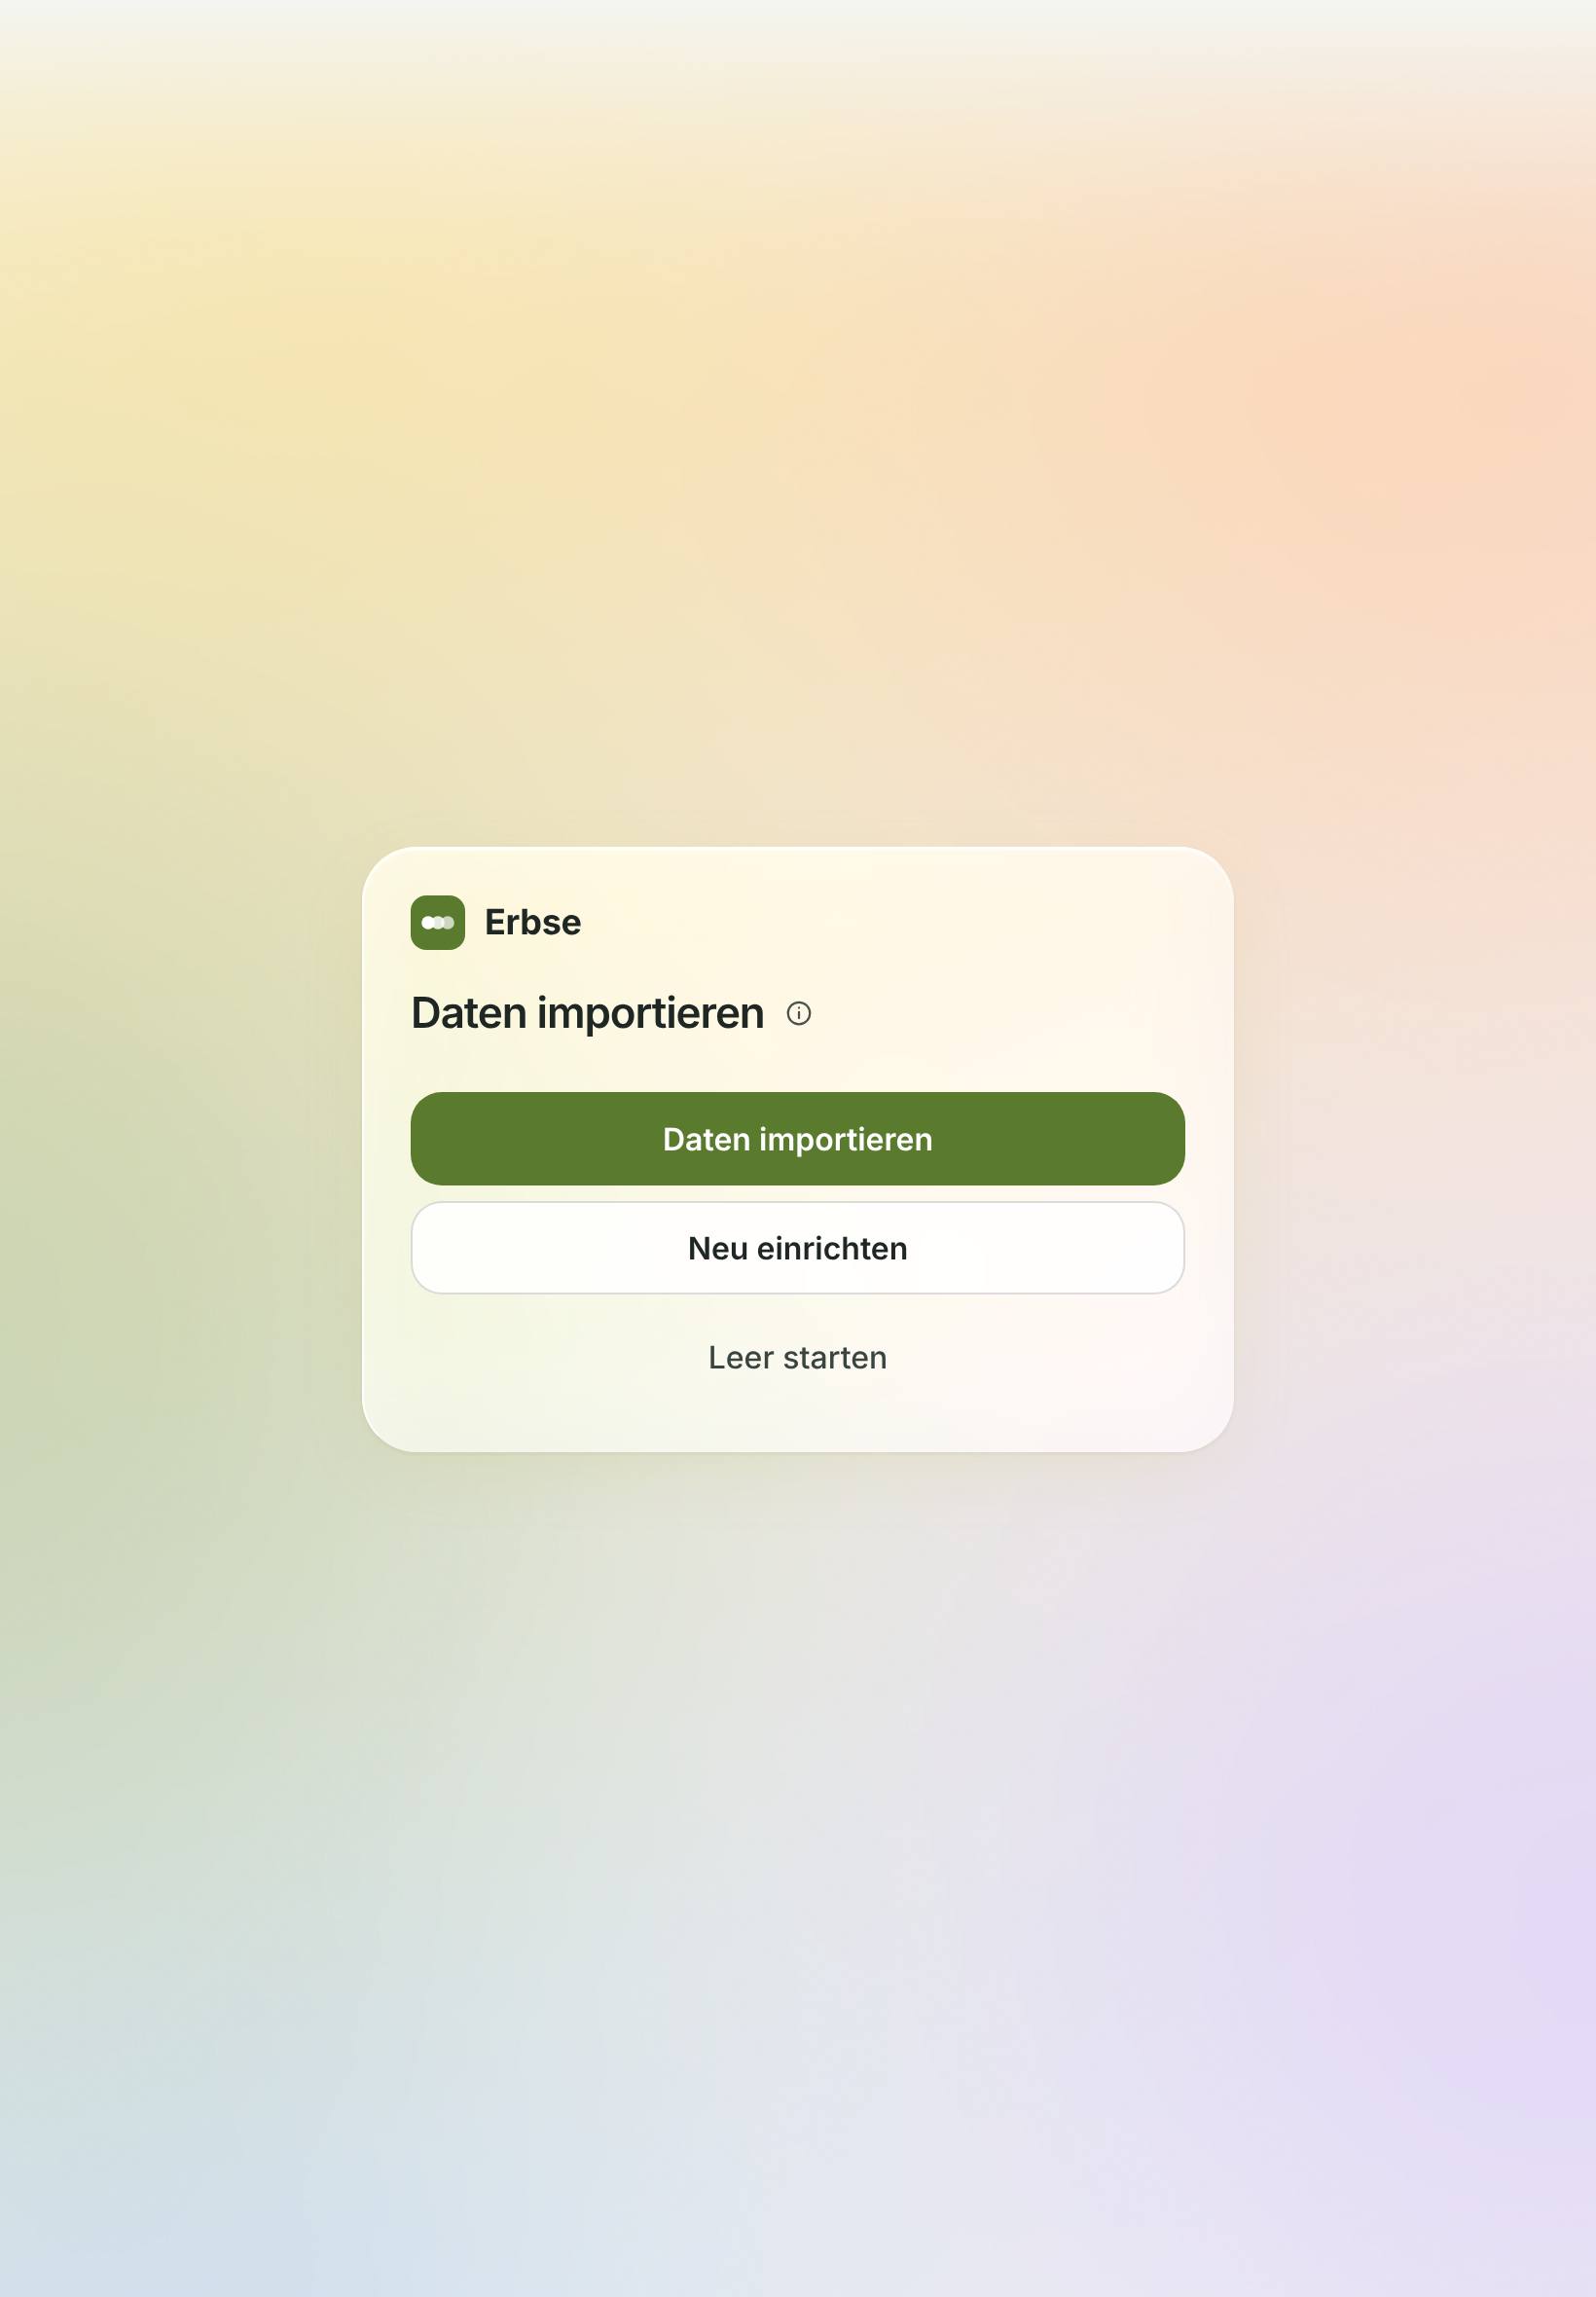 Erbse
Daten importieren
Daten importieren
Neu einrichten
Leer starten